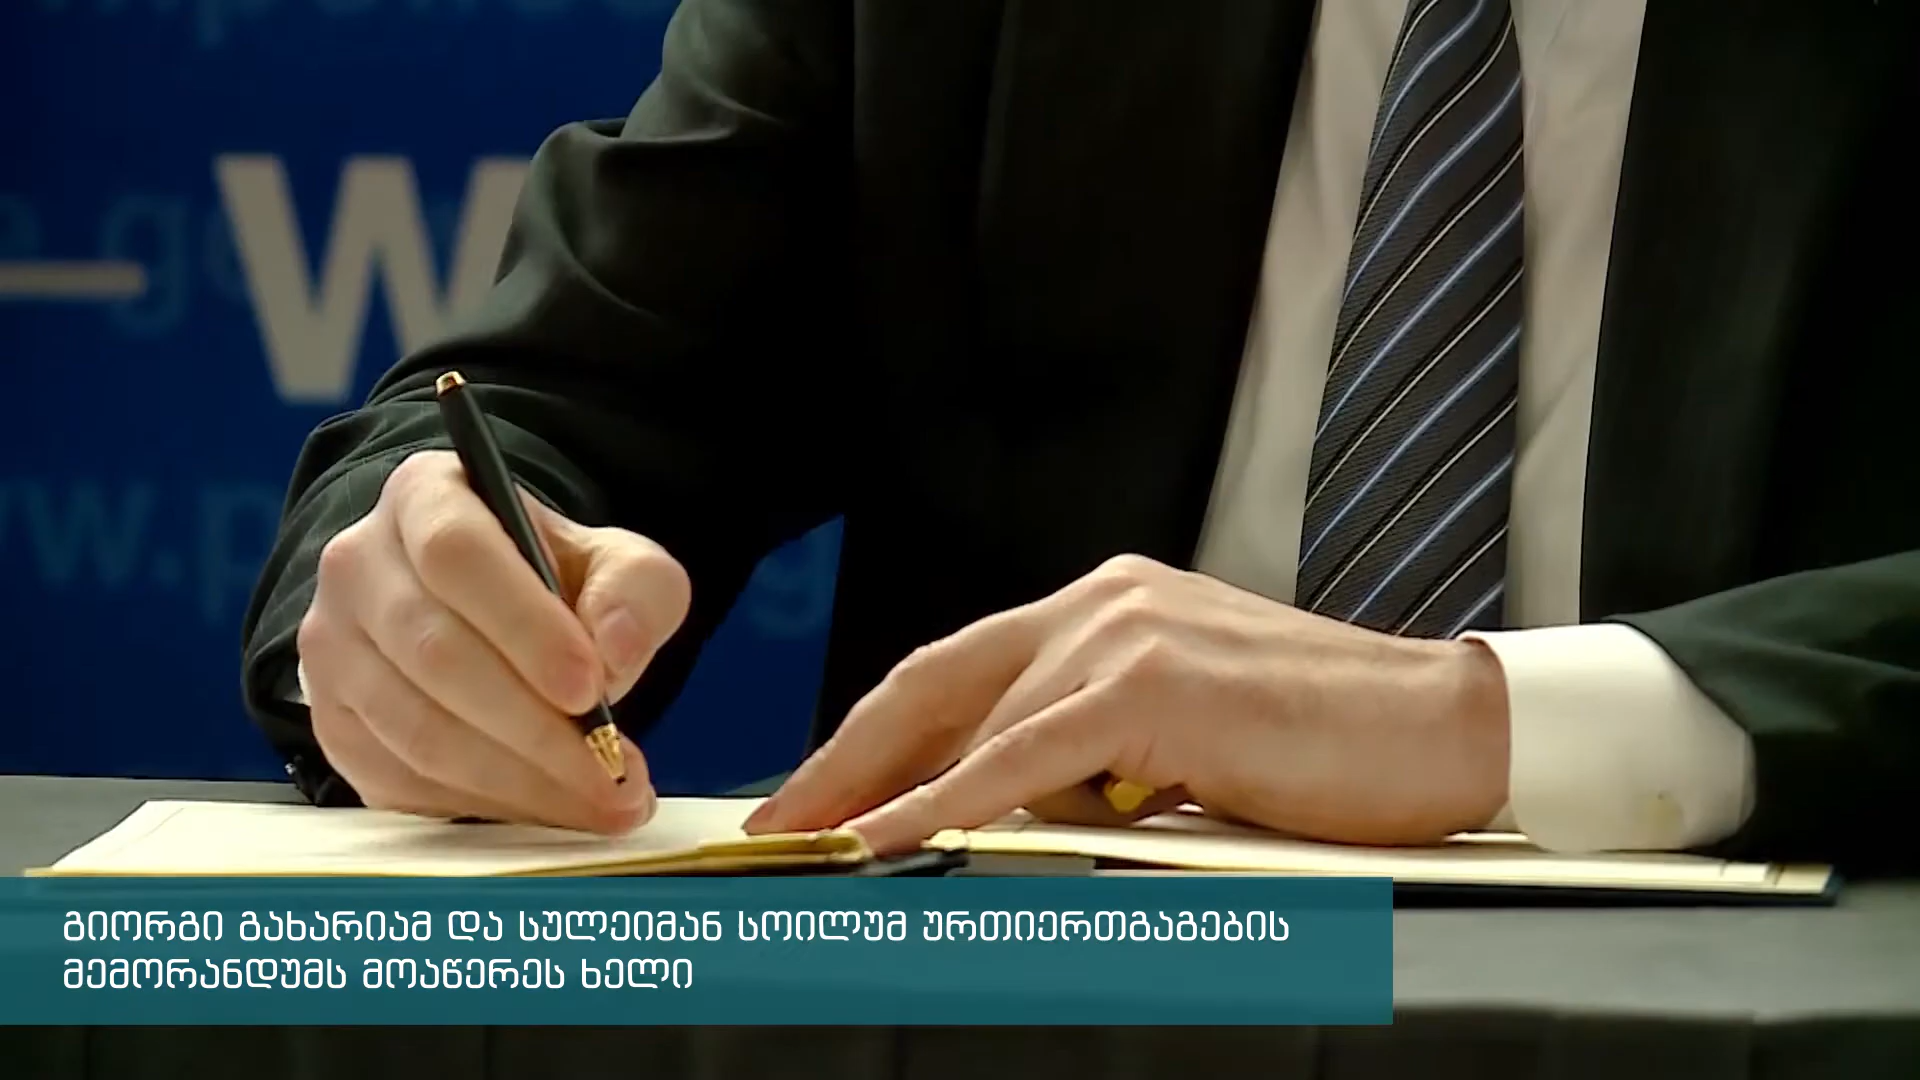 W
გიორგი გახარიამ და სულეიმან სოილუმ ურთიერთგაგების
მემორანდუმს მოაწერეს ხელი